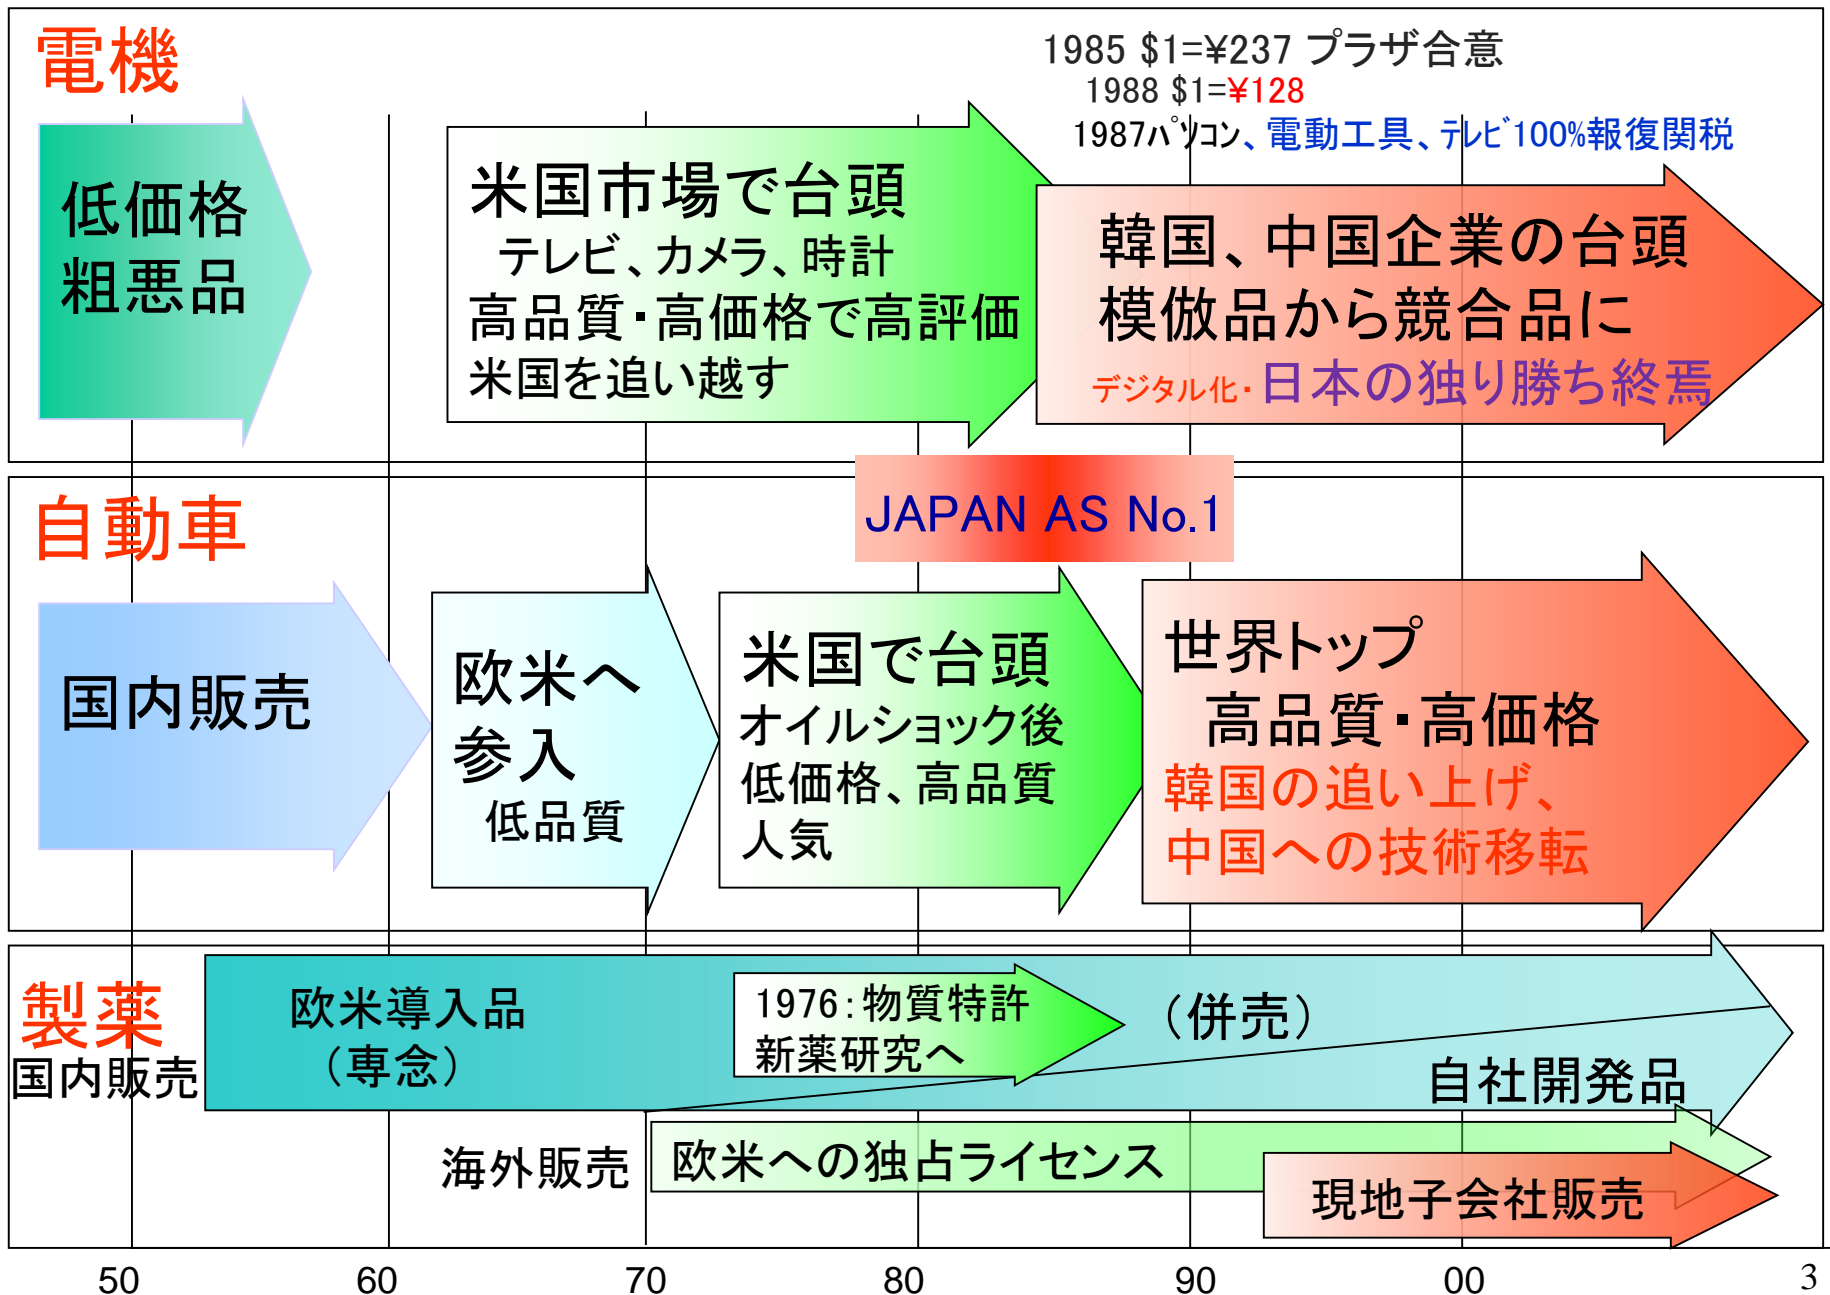 電機
1985 $1=¥237 プラザ合意
1988 $1=¥128
1987パソコン、電動工具、テレビ100%報復関税
低価格
粗悪品
米国市場で台頭
テレビ、カメラ、時計
高品質・高価格で高評価
米国を追い越す
韓国、中国企業の台頭
模倣品から競合品に
デジタル化・日本の独り勝ち終焉
JAPAN AS No.1
自動車
国内販売
欧米へ
参入
低品質
米国で台頭
オイルショック後
低価格、高品質
人気
世界トップ
高品質・高価格
韓国の追い上げ、
中国への技術移転
製薬
国内販売
欧米導入品
（専念）
1976：物質特許
新薬研究へ
（併売）
自社開発品
海外販売
欧米への独占ライセンス
現地子会社販売
50 60 70 80 90 00
3